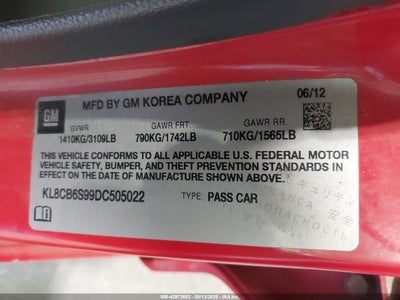 MFD BY GM KOREA COMPANY 06/12
GM
GVWR GAWR FRT GAWR RR.
1410KG/3109LB 790KG/1742LB 710KG/1565LB
THIS VEHICLE CONFORMS TO ALL APPLICABLE U.S. FEDERAL MOTOR
VEHICLE SAFETY, BUMPER, AND THEFT PREVENTION STANDARDS IN
EFFECT ON THE DATE OF MANUFACTURE SHOWN ABOVE.
KL8CB6S99DC505022 TYPE: PASS CAR